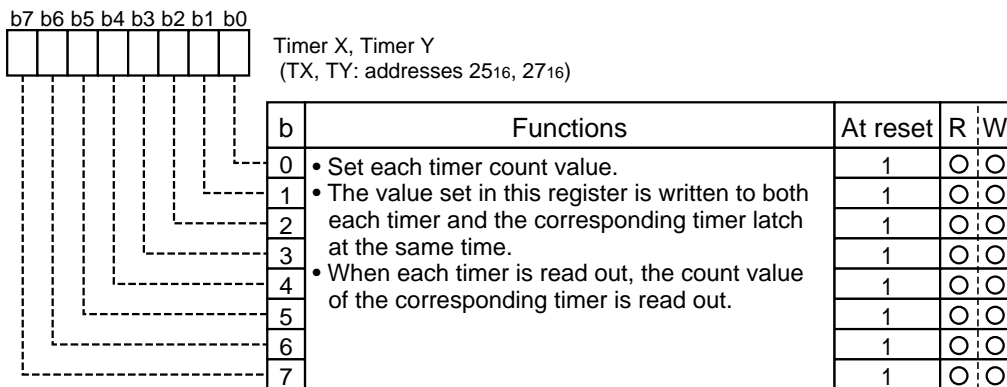 b7 b6 b5 b4 b3 b2 b1 b0
Timer X, Timer Y
(TX, TY: addresses 2516, 2716)
b Functions At reset R W
0 • Set each timer count value. 1 ○ ○
1 • The value set in this register is written to both 1 ○ ○
2 each timer and the corresponding timer latch 1 ○ ○
3 at the same time. 1 ○ ○
4 • When each timer is read out, the count value 1 ○ ○
5 of the corresponding timer is read out. 1 ○ ○
6 1 ○ ○
7 1 ○ ○